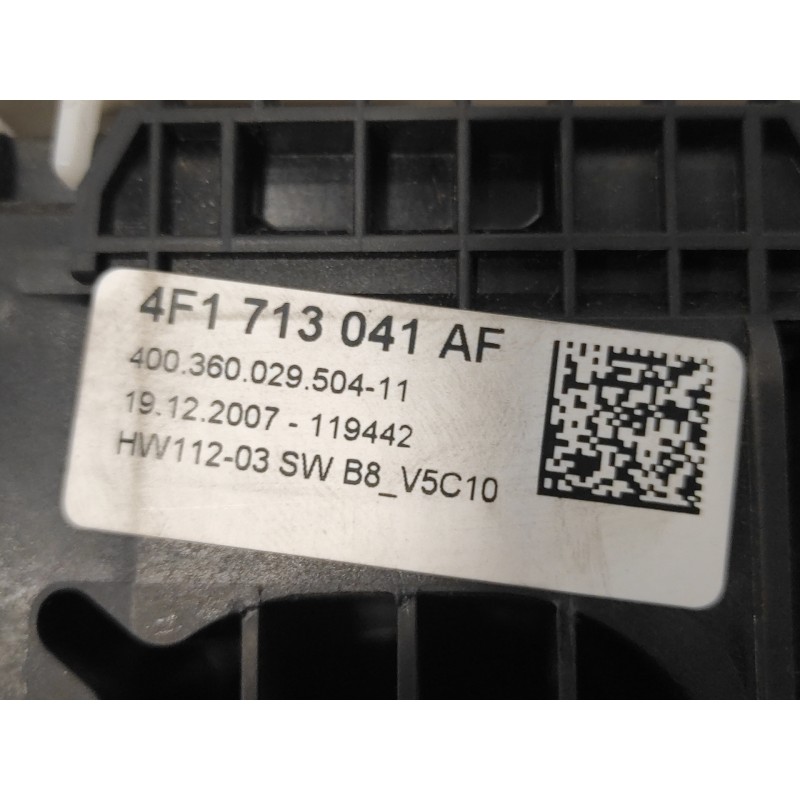 4F1 713 041 AF
400.360.029.504-11
19.12.2007 - 119442
HW112-03 SW B8_V5C10